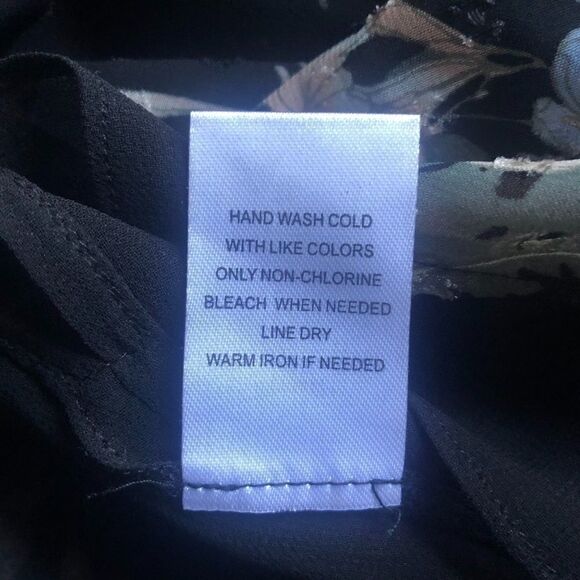 HAND WASH COLD
WITH LIKE COLORS
ONLY NON-CHLORINE
BLEACH WHEN NEEDED
LINE DRY
WARM IRON IF NEEDED